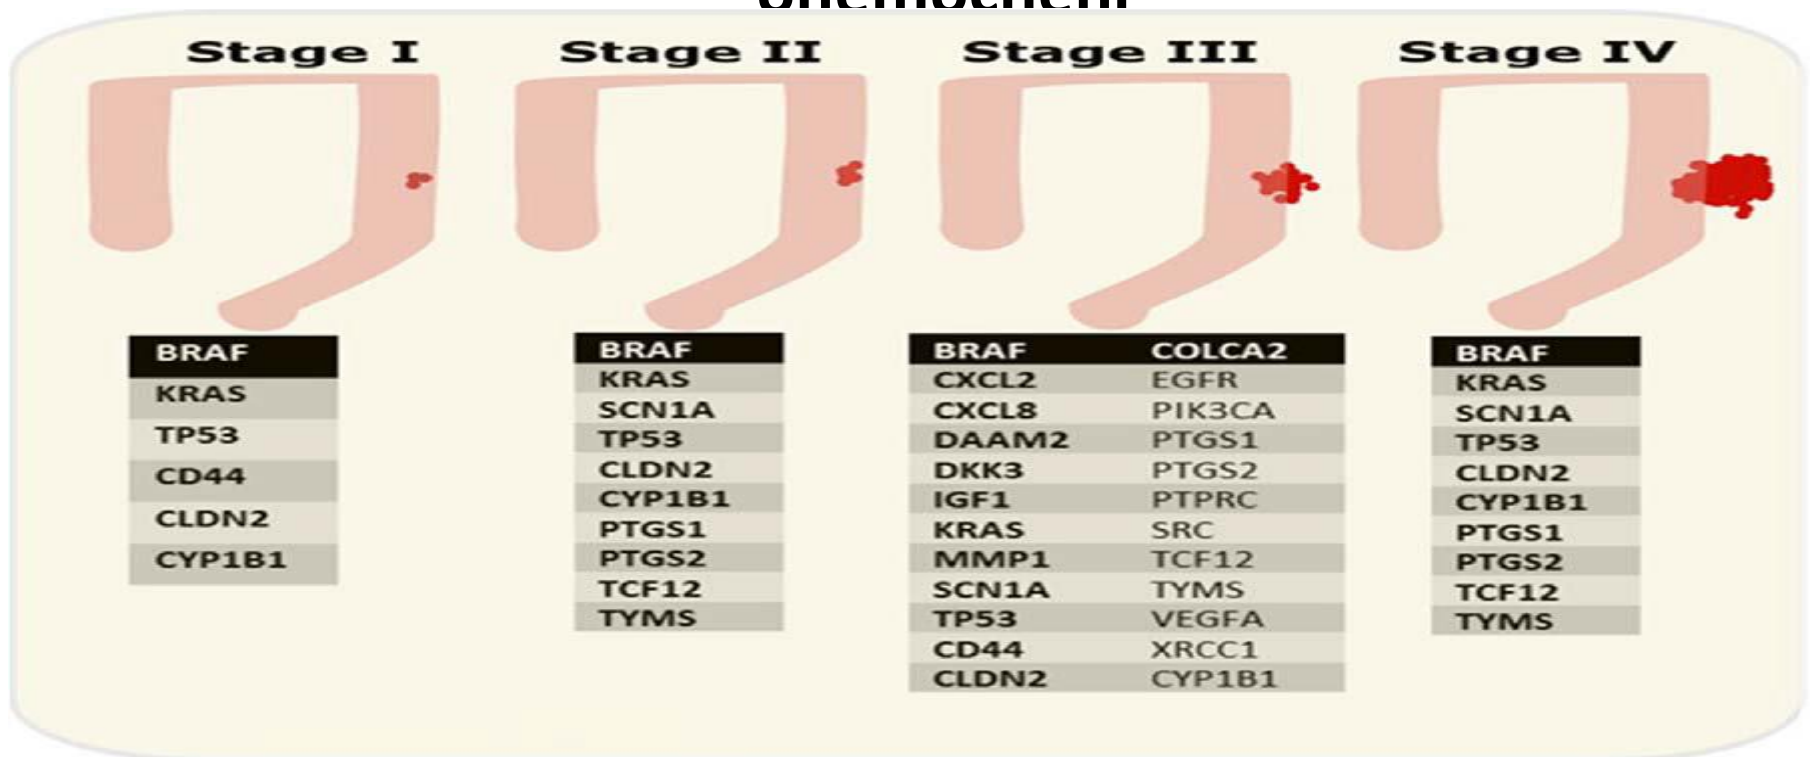 Stage I
Stage II
Stage III
Stage IV
BRAF
KRAS
TP53
CD44
CLDN2
CYP1B1
BRAF
KRAS
SCN1A
TP53
CLDN2
CYP1B1
PTGS1
PTGS2
TCF12
TYMS
BRAF COLCA2
CXCL2 EGFR
CXCL8 PIK3CA
DAAM2 PTGS1
DKK3 PTGS2
IGF1 PTPRC
KRAS SRC
MMP1 TCF12
SCN1A TYMS
TP53 VEGFA
CD44 XRCC1
CLDN2 CYP1B1
BRAF
KRAS
SCN1A
TP53
CLDN2
CYP1B1
PTGS1
PTGS2
TCF12
TYMS